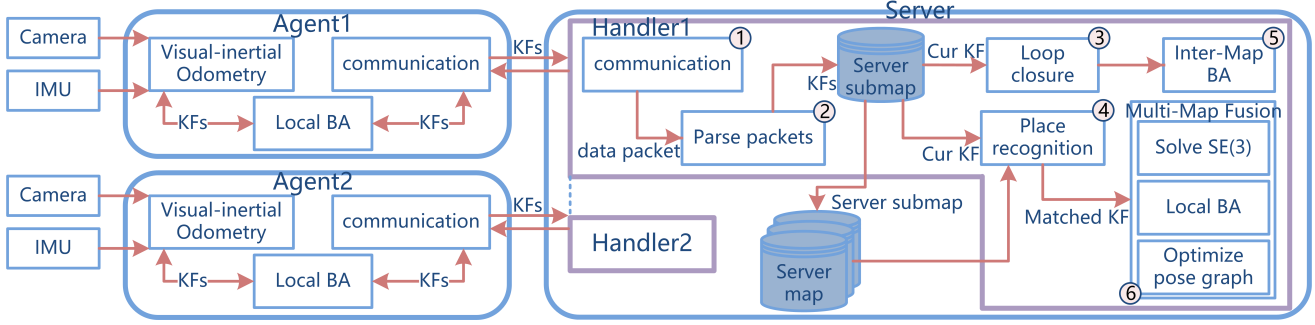 Camera
IMU
Agent1
Visual-inertial
Odometry
communication
KFs
Local BA
KFs
KFs
Camera
IMU
Agent2
Visual-inertial
Odometry
communication
KFs
Local BA
KFs
KFs
Server
Handler1
1
communication
data packet
2
Parse packets
KFs
Server
submap
Cur KF
3
Loop
closure
5
Inter-Map
BA
Cur KF
4
Place
recognition
Matched KF
Multi-Map Fusion
Solve SE(3)
Local BA
Optimize
pose graph
6
Server submap
Server
map
Handler2